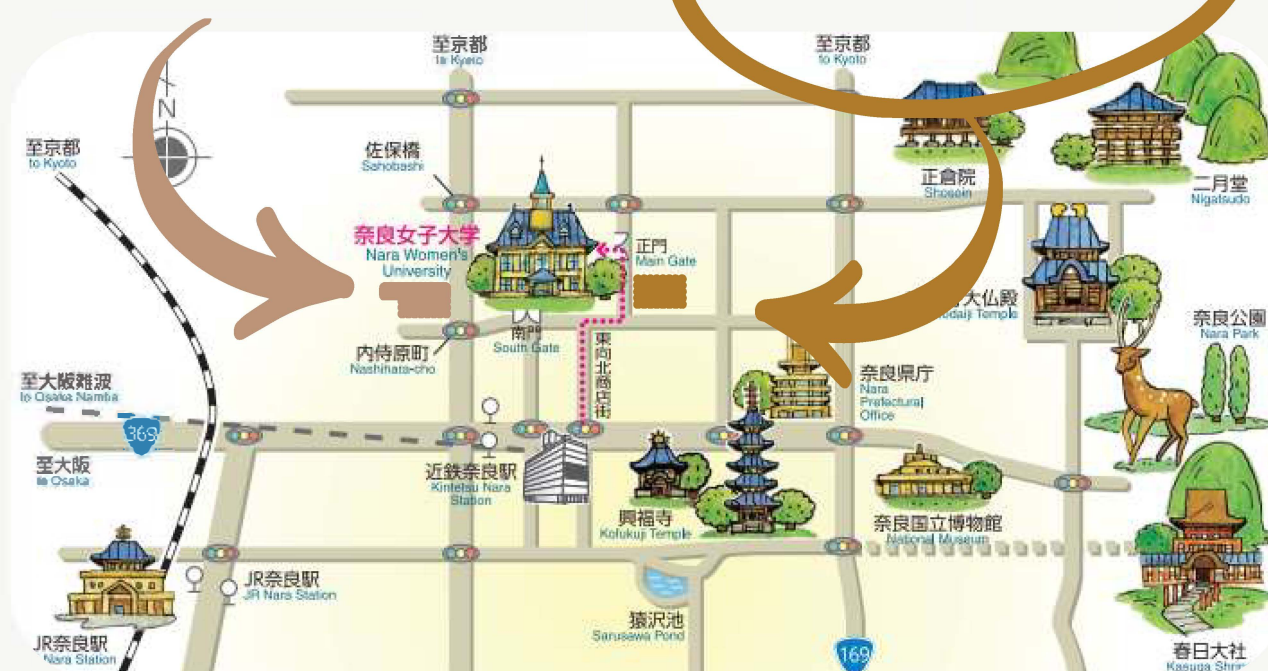 至京都
to Kyoto
至京都
to Kyoto
N
至京都
to Kyoto
佐保橋
Sahobashi
正倉院
Shosoin
二月堂
Nigatsudo
奈良女子大学
Nara Women's
University
正門
Main Gate
大仏殿
daiji Temple
奈良公園
Nara Park
内侍原町
Nashihara-cho
南門
South Gate
東向北商店街
至大阪難波
to Osaka Namba
369
至大阪
to Osaka
奈良県庁
Nara
Prefectural
Office
近鉄奈良駅
Kintetsu Nara
Station
興福寺
Kofukuji Temple
奈良国立博物館
National Museum
JR奈良駅
JR Nara Station
猿沢池
Sarusawa Pond
JR奈良駅
Nara Station
169
春日大社
Kasuga